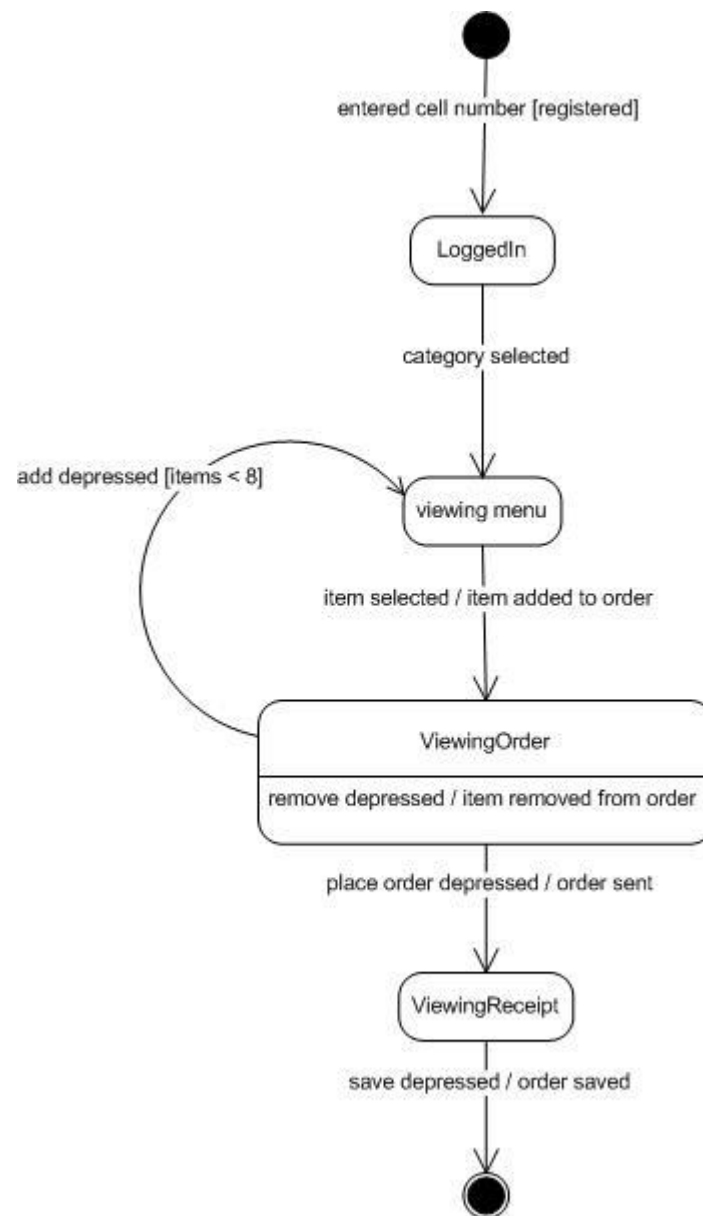 entered cell number [registered]
LoggedIn
category selected
add depressed [items < 8]
viewing menu
item selected / item added to order
ViewingOrder
remove depressed / item removed from order
place order depressed / order sent
ViewingReceipt
save depressed / order saved